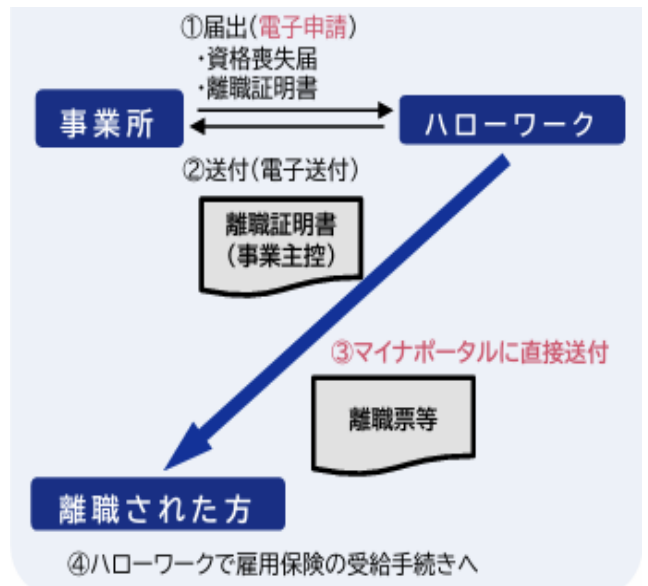 ①届出(電子申請)
・資格喪失届
・離職証明書
事業所
ハローワーク
②送付(電子送付)
離職証明書
(事業主控)
③マイナポータルに直接送付
離職票等
離職された方
④ハローワークで雇用保険の受給手続きへ